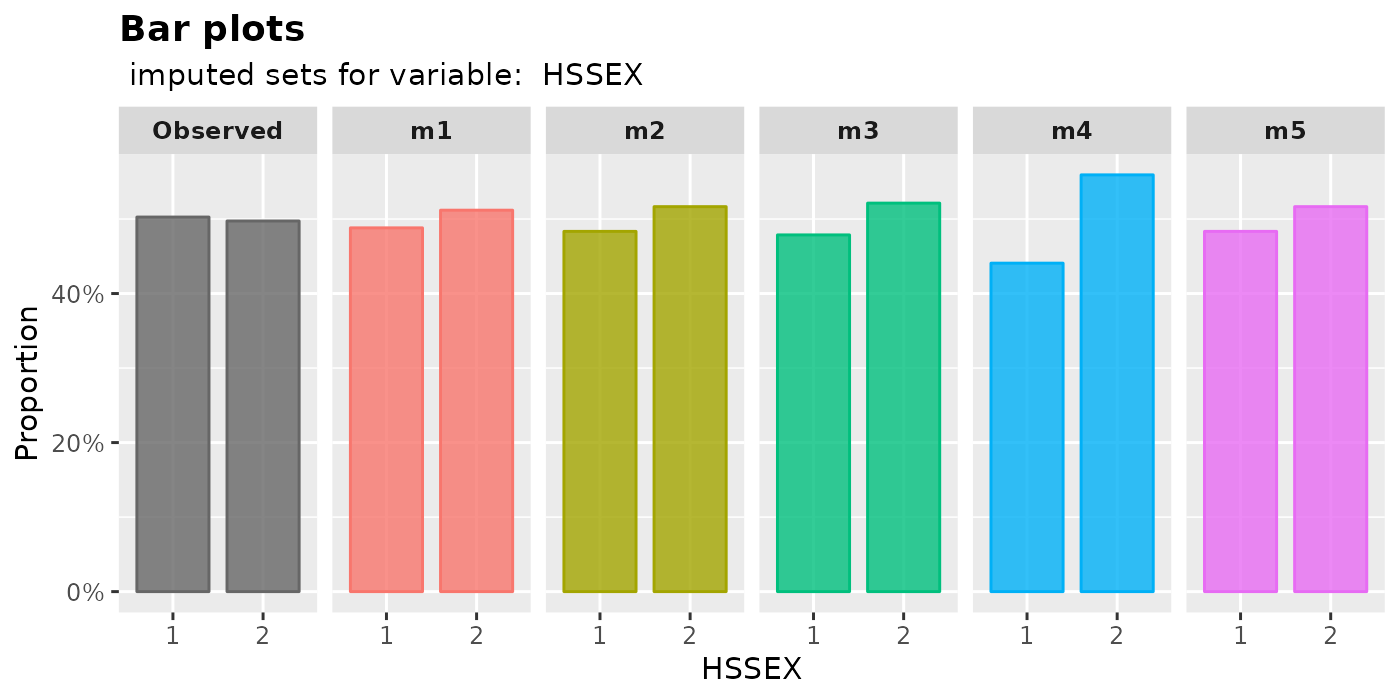 Bar plots
imputed sets for variable:  HSSEX
Observed m1 m2 m3 m4 m5
40%
20%
0%
Proportion
1 2 1 2 1 2 1 2 1 2 1 2
HSSEX